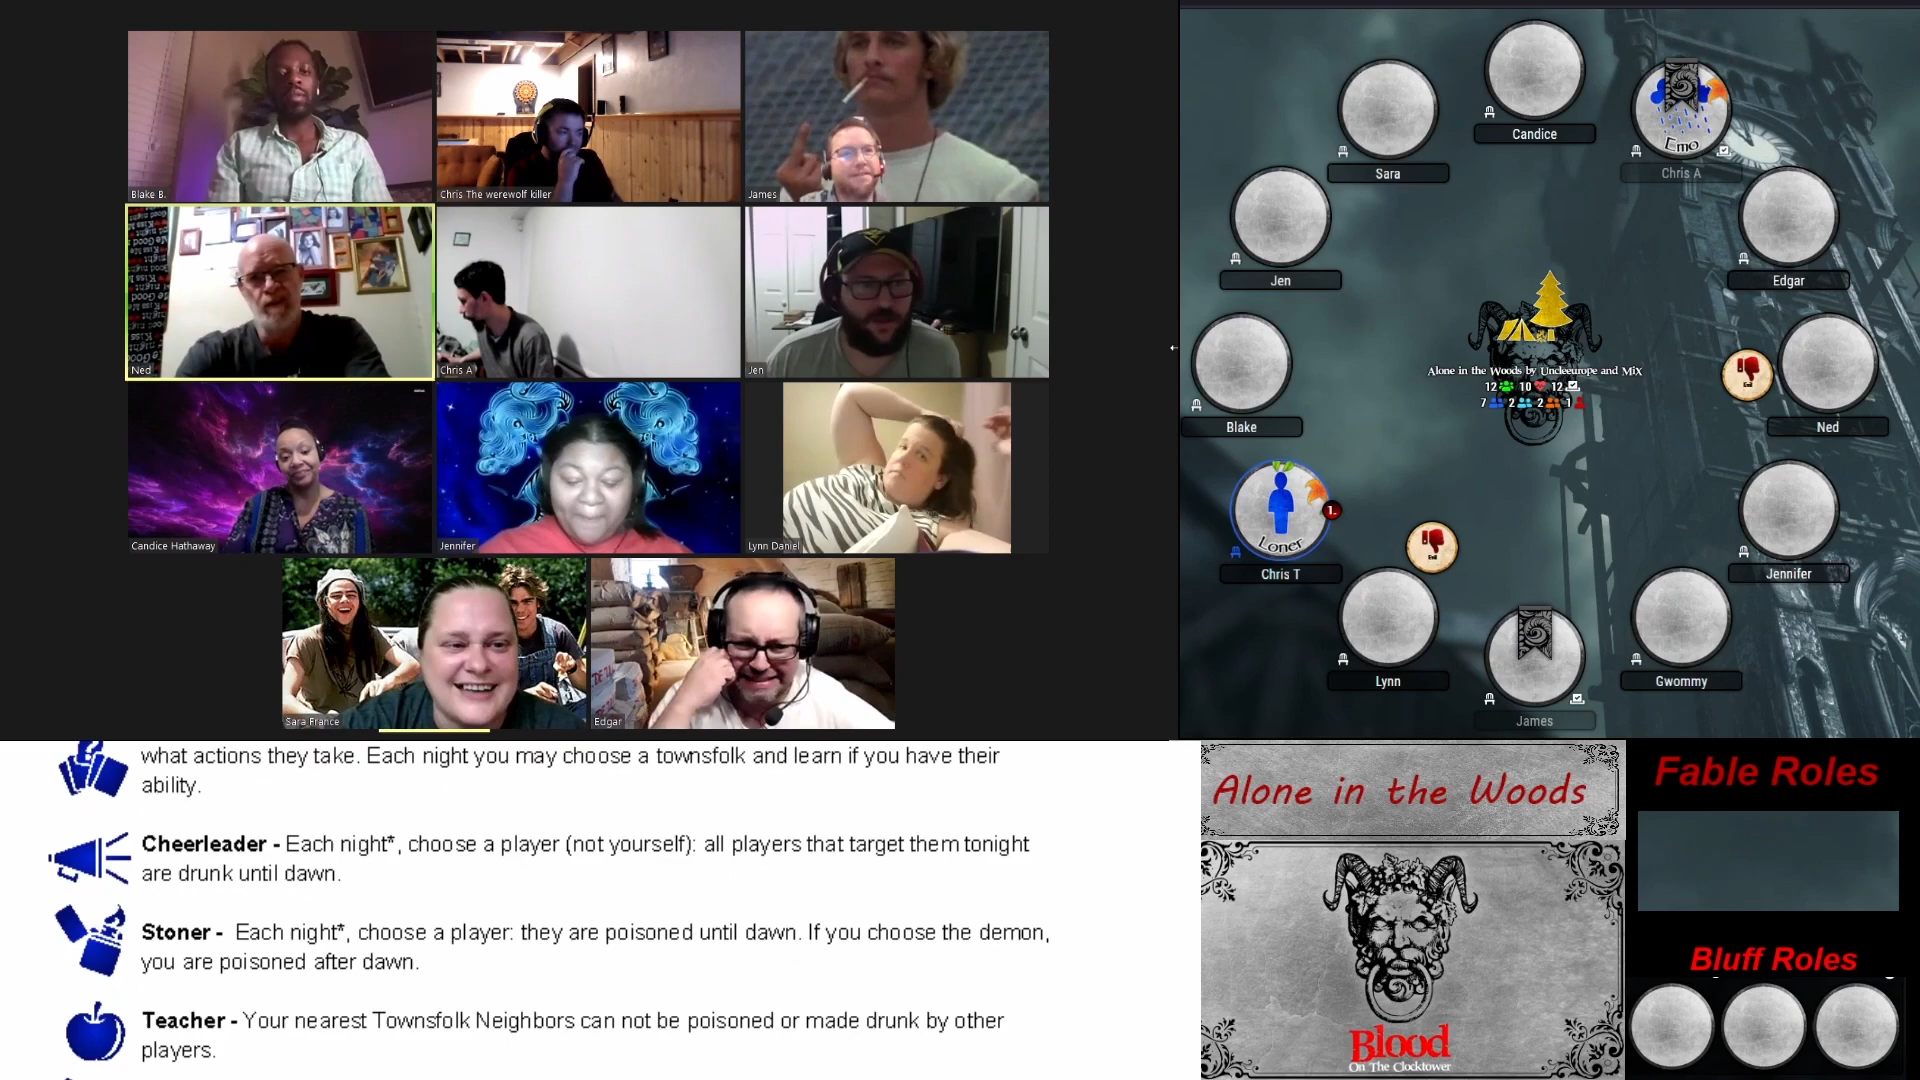 Blake B.
Chris The werewolf killer
James
Ned
Chris A
Jen
Candice Hathaway
Jennifer
Lynn Daniel
Sara France
Edgar
Candice
Sara
Emo
Chris A
Jen
Edgar
Blake
Ned
Evil
Alone in the Woods by Uncleeurope and MiX
12 10 12
7 2 2 1
Loner
1.
Chris T
Evil
Jennifer
Lynn
Gwommy
James
what actions they take. Each night you may choose a townsfolk and learn if you have their
ability.
Cheerleader - Each night*, choose a player (not yourself): all players that target them tonight
are drunk until dawn.
Stoner - Each night*, choose a player: they are poisoned until dawn. If you choose the demon,
you are poisoned after dawn.
Teacher - Your nearest Townsfolk Neighbors can not be poisoned or made drunk by other
players.
Alone in the Woods
Blood
On The Clocktower
Fable Roles
Bluff Roles